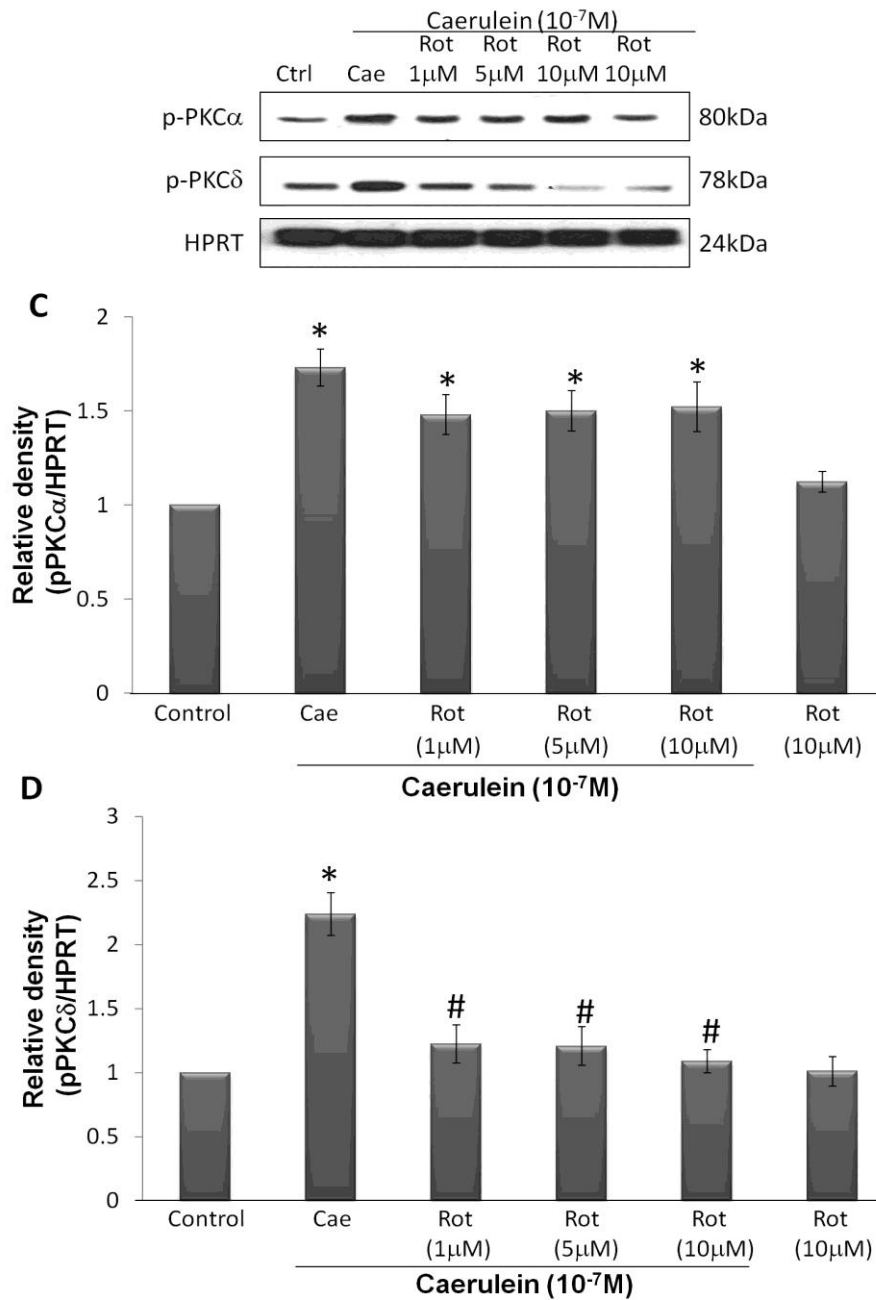 Caerulein (10⁻⁷M)
Rot Rot Rot Rot
Ctrl Cae 1μM 5μM 10μM 10μM
p-PKCα 80kDa
p-PKCδ 78kDa
HPRT 24kDa
C
Relative density
(pPKCα/HPRT)
2
1.5
1
0.5
0
* * * *
Control Cae Rot Rot Rot Rot
(1μM) (5μM) (10μM) (10μM)
Caerulein (10⁻⁷M)
D
Relative density
(pPKCδ/HPRT)
3
2.5
2
1.5
1
0.5
0
* # # #
Control Cae Rot Rot Rot Rot
(1μM) (5μM) (10μM) (10μM)
Caerulein (10⁻⁷M)